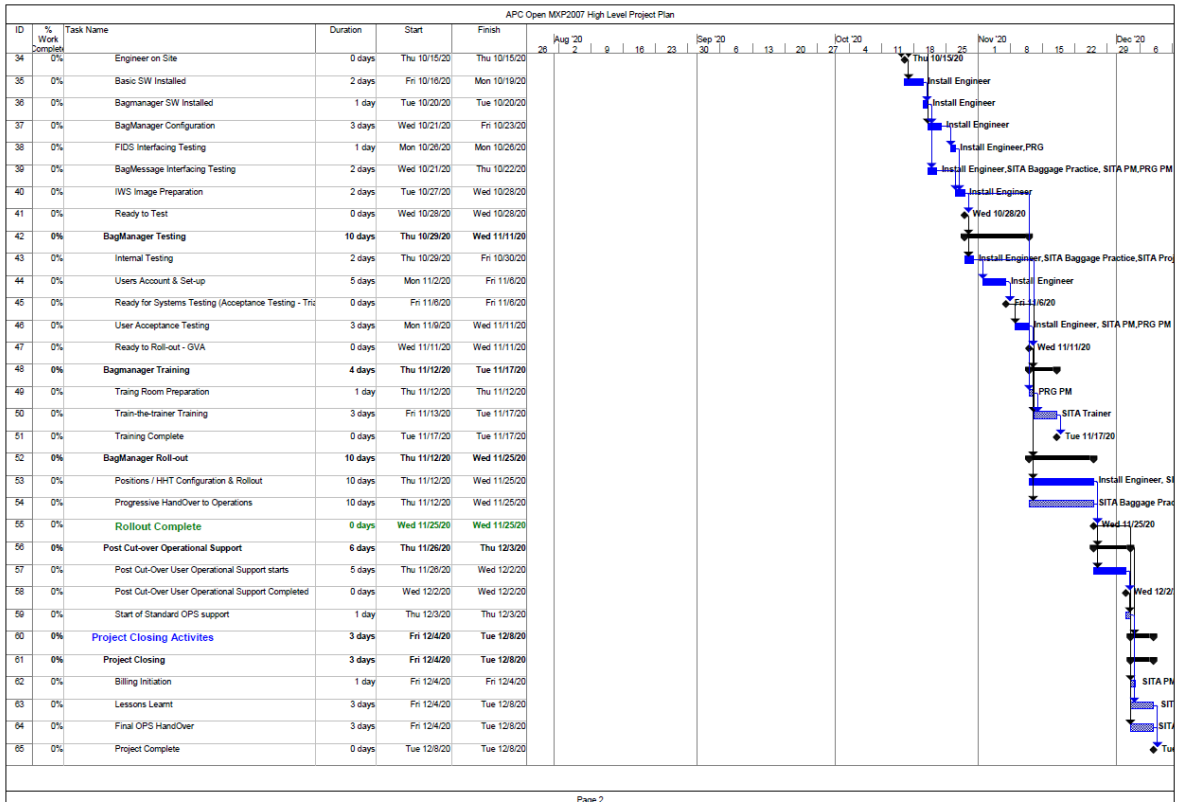 APC Open MXP2007 High Level Project Plan
ID % Work Complete Task Name Duration Start Finish
Aug '20 Sep '20 Oct '20 Nov '20 Dec '20
26 2 9 16 23 30 6 13 20 27 4 11 18 25 1 8 15 22 29 6
34 0% Engineer on Site 0 days Thu 10/15/20 Thu 10/15/20 Thu 10/15/20
35 0% Basic SW Installed 2 days Fri 10/16/20 Mon 10/19/20 Install Engineer
36 0% Bagmanager SW Installed 1 day Tue 10/20/20 Tue 10/20/20 Install Engineer
37 0% BagManager Configuration 3 days Wed 10/21/20 Fri 10/23/20 Install Engineer
38 0% FIDS Interfacing Testing 1 day Mon 10/26/20 Mon 10/26/20 Install Engineer,PRG
39 0% BagMessage Interfacing Testing 2 days Wed 10/21/20 Thu 10/22/20 Install Engineer,SITA Baggage Practice, SITA PM,PRG PM
40 0% IWS Image Preparation 2 days Tue 10/27/20 Wed 10/28/20 Install Engineer
41 0% Ready to Test 0 days Wed 10/28/20 Wed 10/28/20 Wed 10/28/20
42 0% BagManager Testing 10 days Thu 10/29/20 Wed 11/11/20
43 0% Internal Testing 2 days Thu 10/29/20 Fri 10/30/20 Install Engineer,SITA Baggage Practice,SITA Proj
44 0% Users Account & Set-up 5 days Mon 11/2/20 Fri 11/6/20 Install Engineer
45 0% Ready for Systems Testing (Acceptance Testing - Tria 0 days Fri 11/6/20 Fri 11/6/20 Fri 11/6/20
46 0% User Acceptance Testing 3 days Mon 11/9/20 Wed 11/11/20 Install Engineer, SITA PM,PRG PM
47 0% Ready to Roll-out - GVA 0 days Wed 11/11/20 Wed 11/11/20 Wed 11/11/20
48 0% Bagmanager Training 4 days Thu 11/12/20 Tue 11/17/20
49 0% Traing Room Preparation 1 day Thu 11/12/20 Thu 11/12/20 PRG PM
50 0% Train-the-trainer Training 3 days Fri 11/13/20 Tue 11/17/20 SITA Trainer
51 0% Training Complete 0 days Tue 11/17/20 Tue 11/17/20 Tue 11/17/20
52 0% BagManager Roll-out 10 days Thu 11/12/20 Wed 11/25/20
53 0% Positions / HHT Configuration & Rollout 10 days Thu 11/12/20 Wed 11/25/20 Install Engineer, SI
54 0% Progressive HandOver to Operations 10 days Thu 11/12/20 Wed 11/25/20 SITA Baggage Prac
55 0% Rollout Complete 0 days Wed 11/25/20 Wed 11/25/20 Wed 11/25/20
56 0% Post Cut-over Operational Support 6 days Thu 11/26/20 Thu 12/3/20
57 0% Post Cut-Over User Operational Support starts 5 days Thu 11/26/20 Wed 12/2/20
58 0% Post Cut-Over User Operational Support Completed 0 days Wed 12/2/20 Wed 12/2/20 Wed 12/2/
59 0% Start of Standard OPS support 1 day Thu 12/3/20 Thu 12/3/20
60 0% Project Closing Activites 3 days Fri 12/4/20 Tue 12/8/20
61 0% Project Closing 3 days Fri 12/4/20 Tue 12/8/20
62 0% Billing Initiation 1 day Fri 12/4/20 Fri 12/4/20 SITA PM
63 0% Lessons Learnt 3 days Fri 12/4/20 Tue 12/8/20 SIT
64 0% Final OPS HandOver 3 days Fri 12/4/20 Tue 12/8/20 SITA
65 0% Project Complete 0 days Tue 12/8/20 Tue 12/8/20 Tue
Page 2